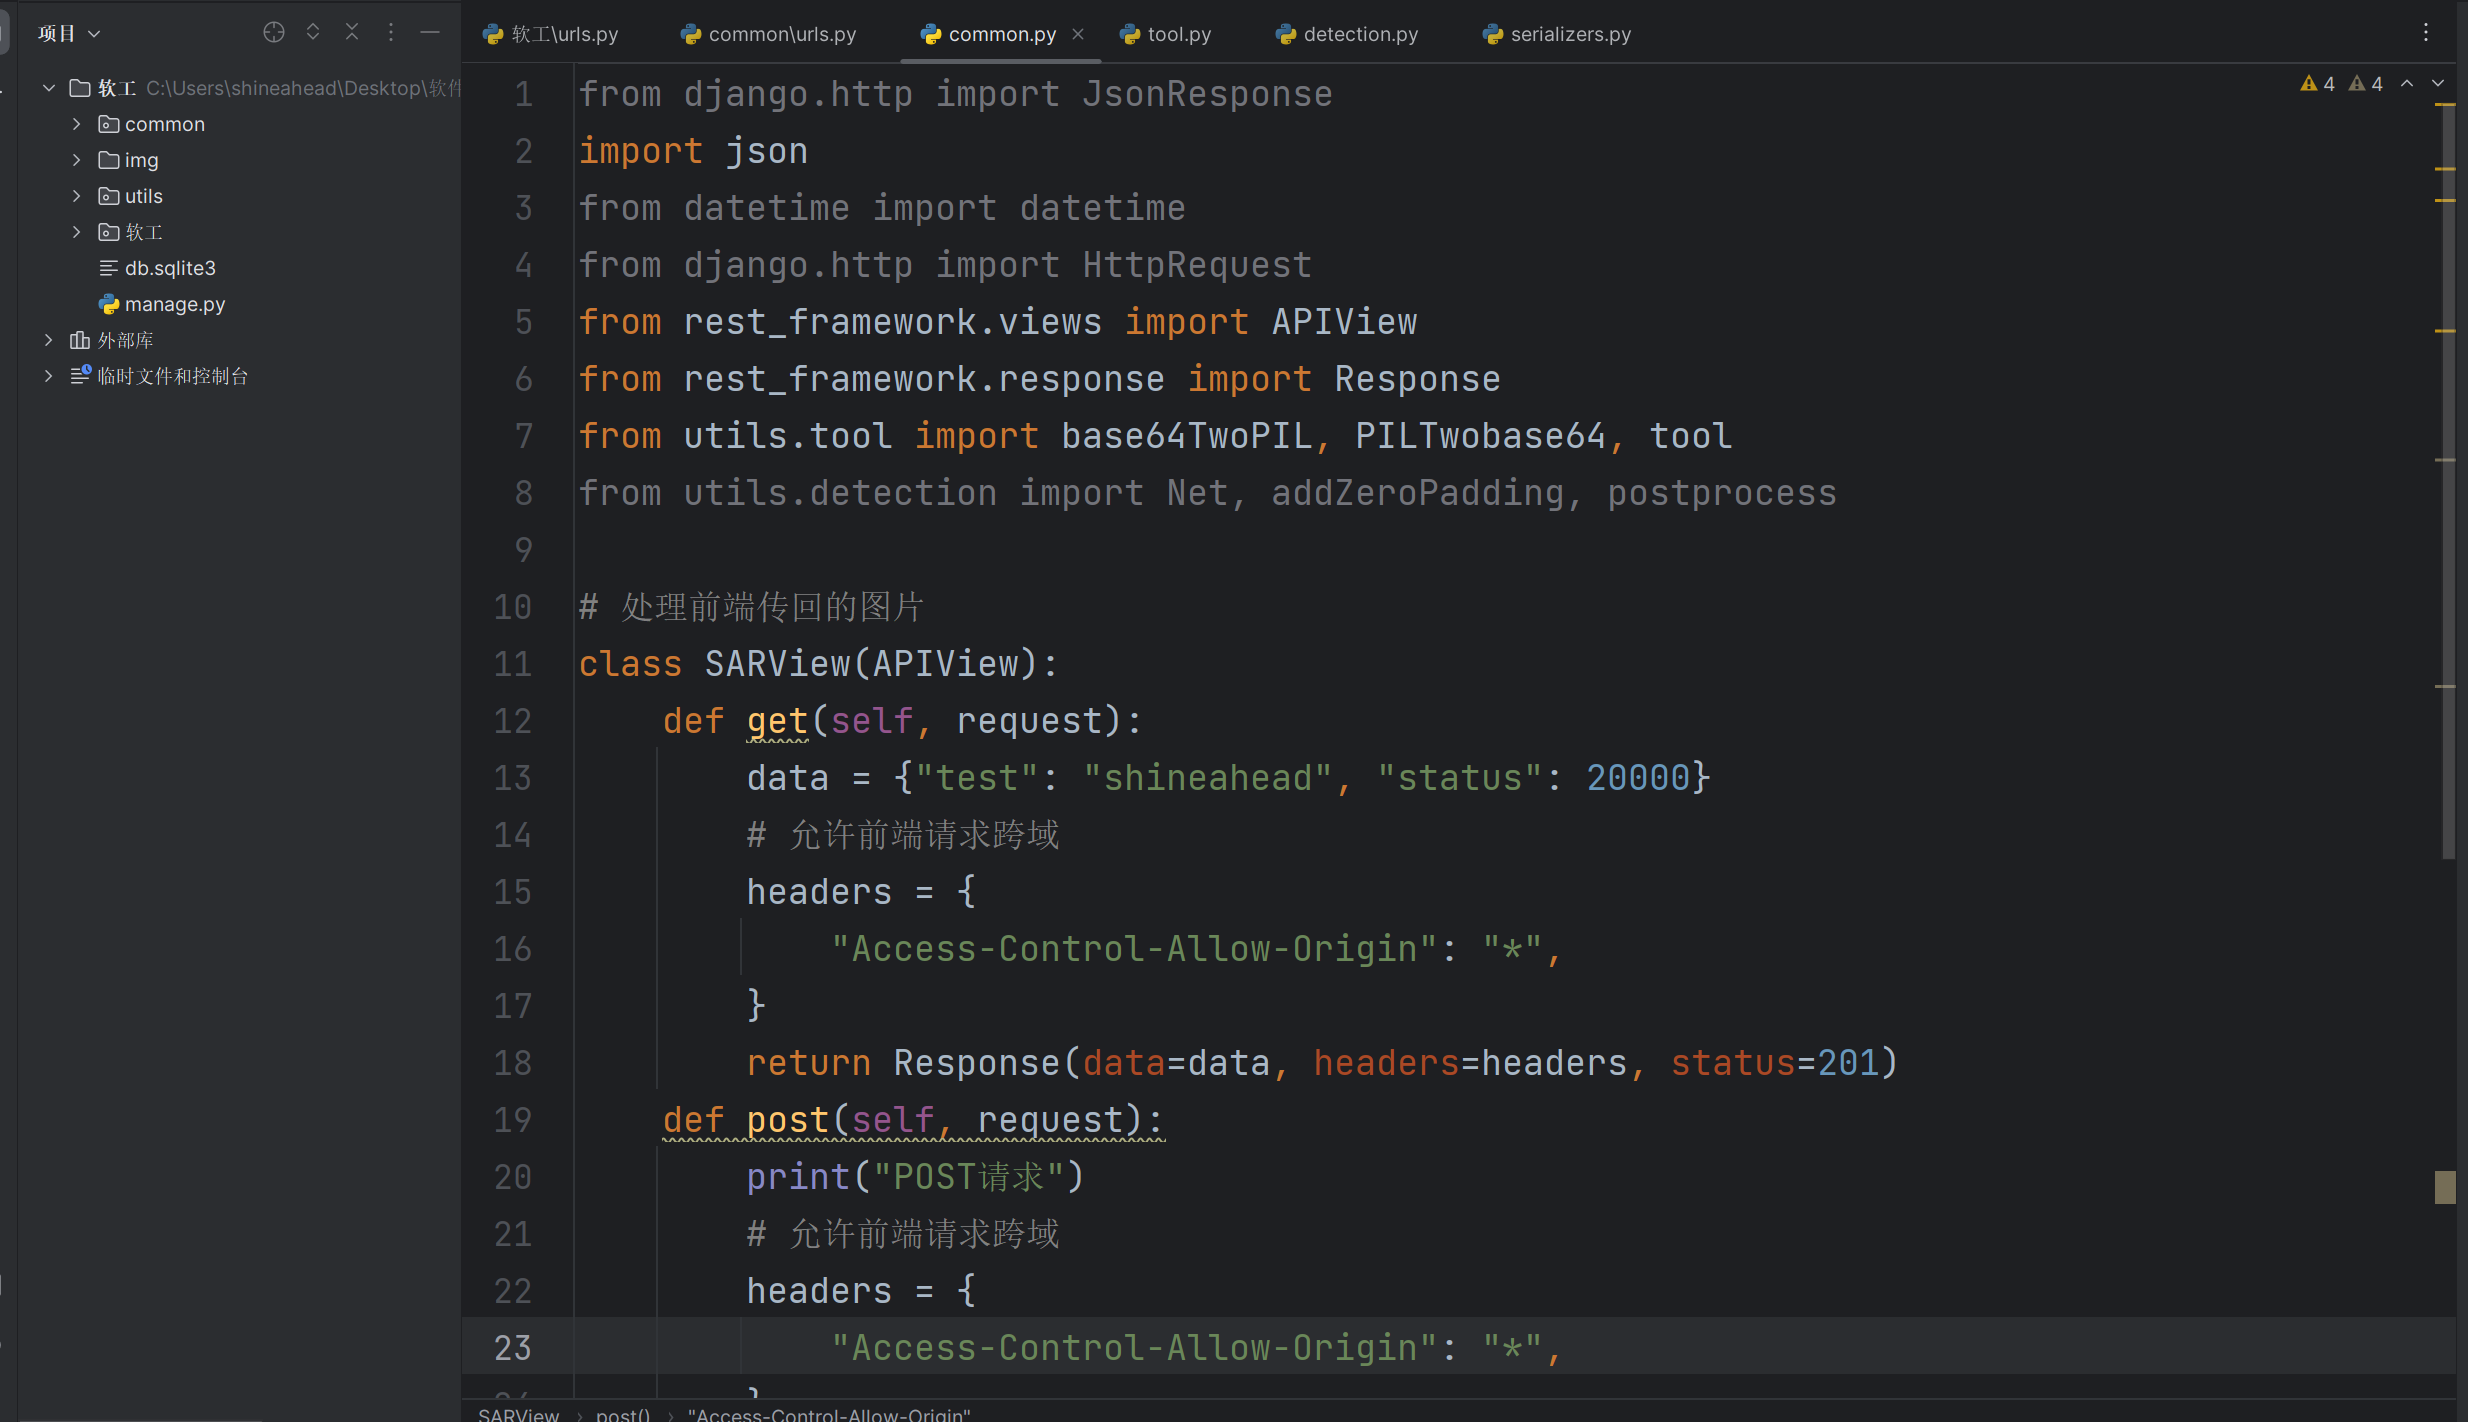 项目
软工 C:\Users\shineahead\Desktop\软件
common
img
utils
软工
db.sqlite3
manage.py
外部库
临时文件和控制台
软工\urls.py common\urls.py common.py tool.py detection.py serializers.py
4 4
1 from django.http import JsonResponse
2 import json
3 from datetime import datetime
4 from django.http import HttpRequest
5 from rest_framework.views import APIView
6 from rest_framework.response import Response
7 from utils.tool import base64TwoPIL, PILTwobase64, tool
8 from utils.detection import Net, addZeroPadding, postprocess
9
10 # 处理前端传回的图片
11 class SARView(APIView):
12 def get(self, request):
13 data = {"test": "shineahead", "status": 20000}
14 # 允许前端请求跨域
15 headers = {
16 "Access-Control-Allow-Origin": "*",
17 }
18 return Response(data=data, headers=headers, status=201)
19 def post(self, request):
20 print("POST请求")
21 # 允许前端请求跨域
22 headers = {
23 "Access-Control-Allow-Origin": "*",
24 }
SARView › post() › "Access-Control-Allow-Origin"